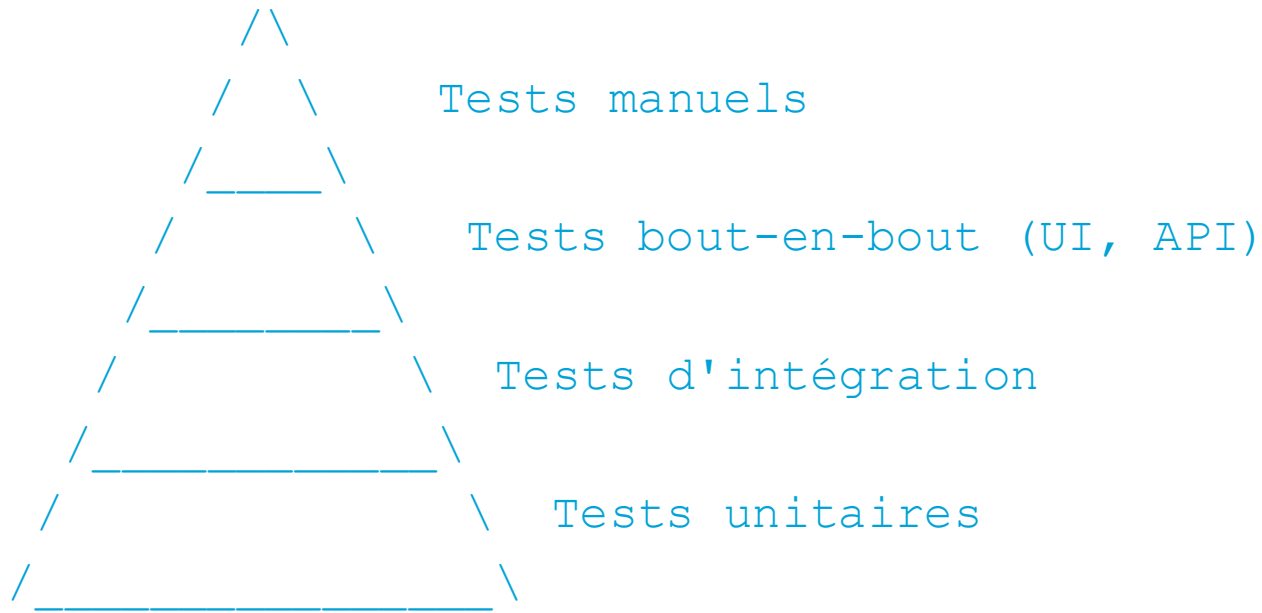 Tests manuels
Tests bout-en-bout (UI, API)
Tests d'intégration
Tests unitaires